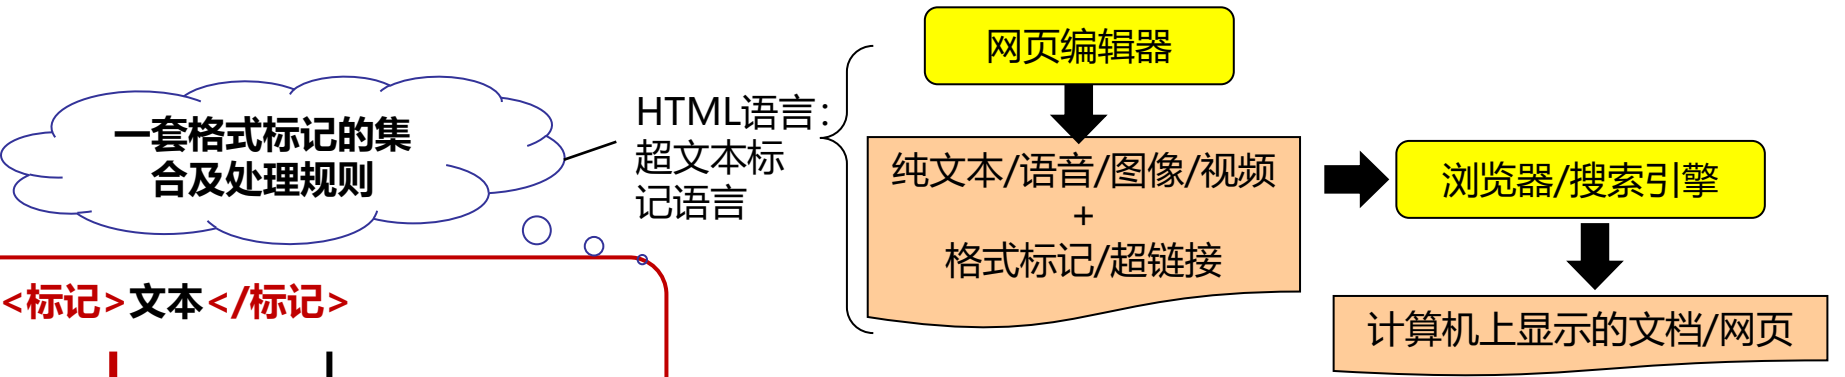 网页编辑器
一套格式标记的集
合及处理规则
HTML语言：
超文本标
记语言
纯文本/语音/图像/视频
+
格式标记/超链接
浏览器/搜索引擎
计算机上显示的文档/网页
<标记>文本</标记>